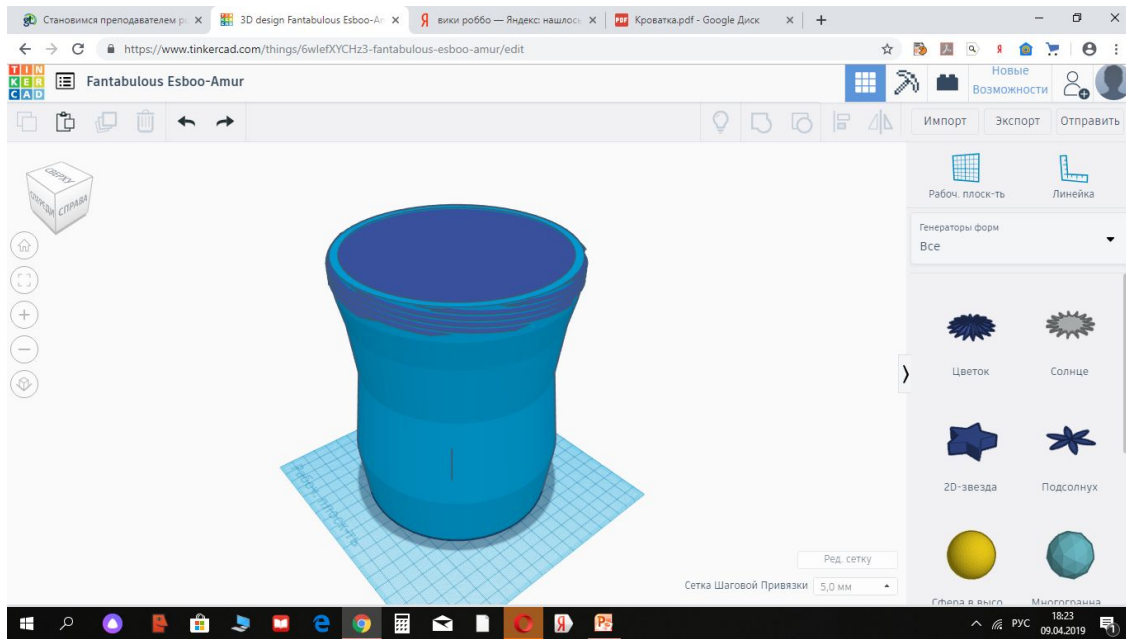 Становимся преподавателем р
3D design Fantabulous Esboo-A
вики роббо — Яндекс: нашлось
Кроватка.pdf - Google Диск
https://www.tinkercad.com/things/6wlefXYCHz3-fantabulous-esboo-amur/edit
TIN
KER
CAD
Fantabulous Esboo-Amur
Новые
Возможности
Импорт
Экспорт
Отправить
СВЕРХУ
СПЕРЕДИ
СПРАВА
Рабоч. плоск-ть
Линейка
Генераторы форм
Все
Цветок
Солнце
2D-звезда
Подсолнух
Сфера в высо
Многогранна
Ред. сетку
Сетка Шаговой Привязки
5,0 мм
РУС
18:23
09.04.2019